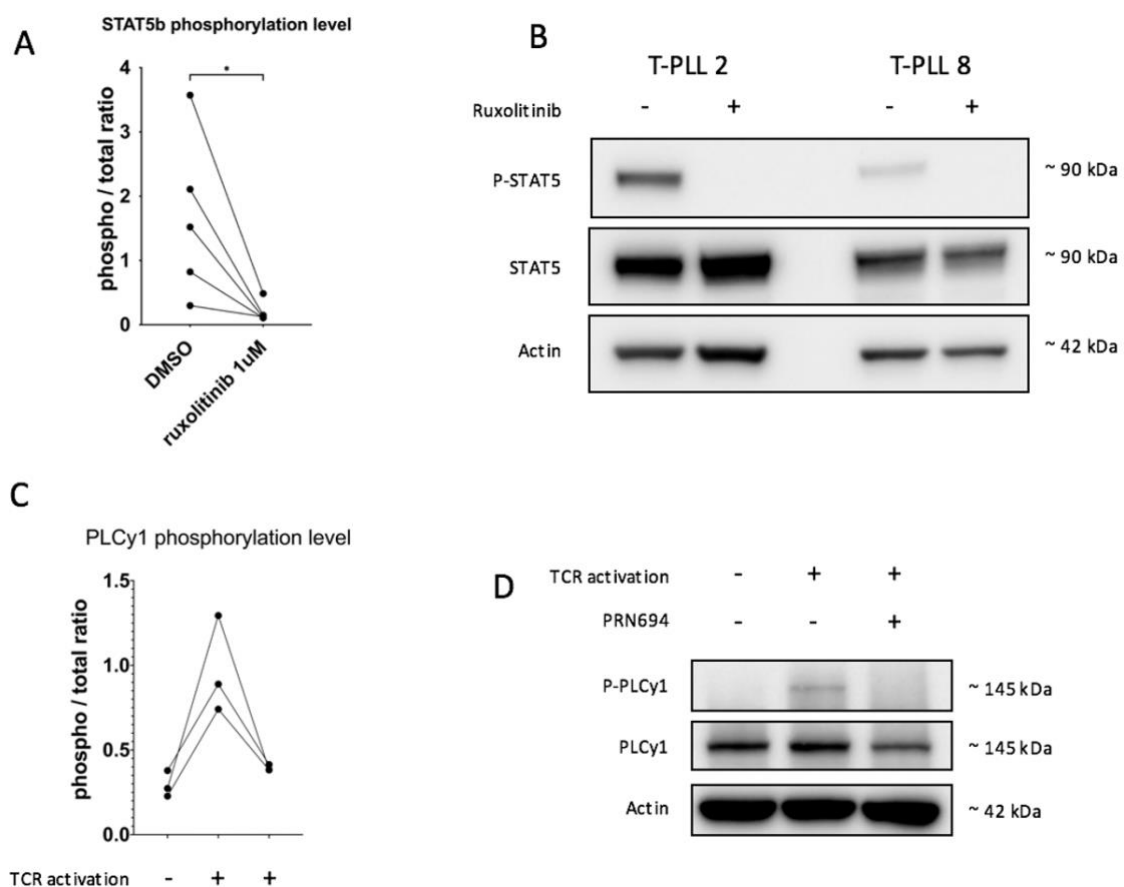 A
STAT5b phosphorylation level
*
phospho / total ratio
4
3
2
1
0
DMSO
ruxolitinib 1uM
B
T-PLL 2
T-PLL 8
Ruxolitinib
- + - +
P-STAT5
~ 90 kDa
STAT5
~ 90 kDa
Actin
~ 42 kDa
C
PLCy1 phosphorylation level
phospho / total ratio
1.5
1.0
0.5
0.0
TCR activation - + +
D
TCR activation - + +
PRN694 - - +
P-PLCy1
~ 145 kDa
PLCy1
~ 145 kDa
Actin
~ 42 kDa